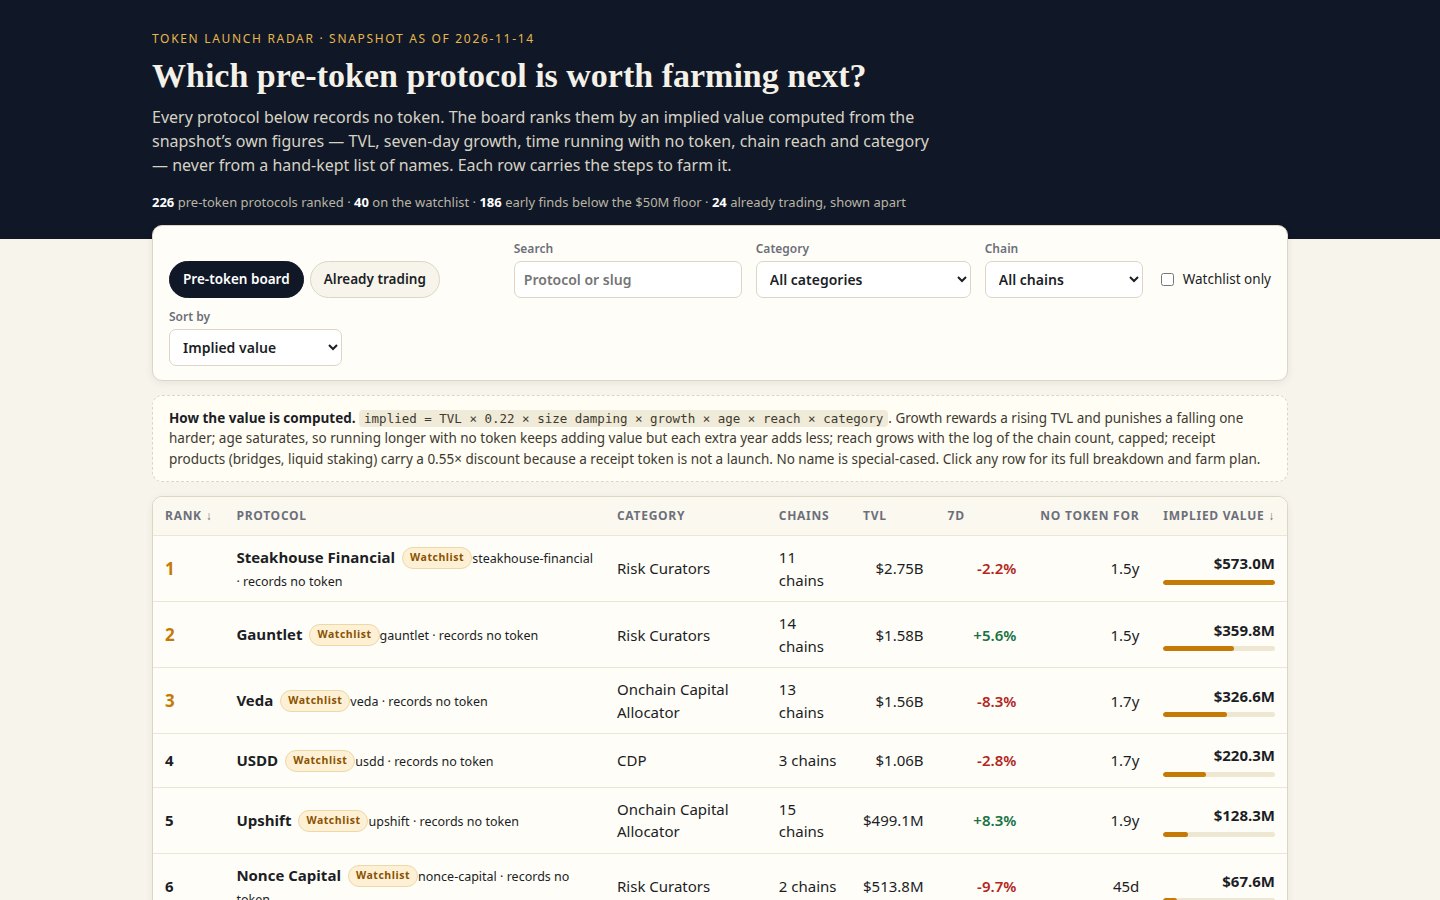 TOKEN LAUNCH RADAR · SNAPSHOT AS OF 2026-11-14
Which pre-token protocol is worth farming next?
Every protocol below records no token. The board ranks them by an implied value computed from the
snapshot’s own figures — TVL, seven-day growth, time running with no token, chain reach and category
— never from a hand-kept list of names. Each row carries the steps to farm it.
226 pre-token protocols ranked · 40 on the watchlist · 186 early finds below the $50M floor · 24 already trading, shown apart
Search Category Chain
Pre-token board Already trading Protocol or slug All categories All chains Watchlist only
Sort by
Implied value
How the value is computed. implied = TVL × 0.22 × size damping × growth × age × reach × category. Growth rewards a rising TVL and punishes a falling one
harder; age saturates, so running longer with no token keeps adding value but each extra year adds less; reach grows with the log of the chain count, capped; receipt
products (bridges, liquid staking) carry a 0.55× discount because a receipt token is not a launch. No name is special-cased. Click any row for its full breakdown and farm plan.
RANK ↓ PROTOCOL CATEGORY CHAINS TVL 7D NO TOKEN FOR IMPLIED VALUE ↓
1 Steakhouse Financial Watchlist steakhouse-financial
· records no token Risk Curators 11
chains $2.75B -2.2% 1.5y $573.0M
2 Gauntlet Watchlist gauntlet · records no token Risk Curators 14
chains $1.58B +5.6% 1.5y $359.8M
3 Veda Watchlist veda · records no token Onchain Capital
Allocator 13
chains $1.56B -8.3% 1.7y $326.6M
4 USDD Watchlist usdd · records no token CDP 3 chains $1.06B -2.8% 1.7y $220.3M
5 Upshift Watchlist upshift · records no token Onchain Capital
Allocator 15
chains $499.1M +8.3% 1.9y $128.3M
6 Nonce Capital Watchlist nonce-capital · records no
token Risk Curators 2 chains $513.8M -9.7% 45d $67.6M